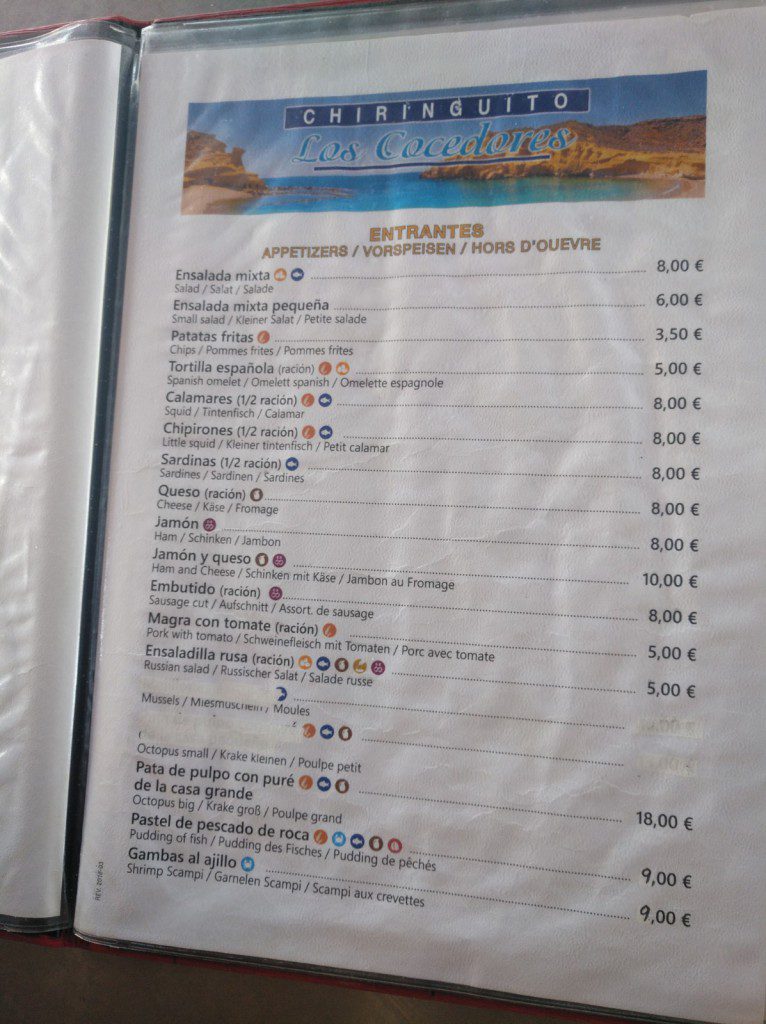 CHIRINGUITO
Los Cocedores
ENTRANTES
APPETIZERS / VORSPEISEN / HORS D'OUEVRE
Ensalada mixta 8,00 €
Salad / Salat / Salade
Ensalada mixta pequeña 6,00 €
Small salad / Kleiner Salat / Petite salade
Patatas fritas 3,50 €
Chips / Pommes frites / Pommes frites
Tortilla española (ración) 5,00 €
Spanish omelet / Omelett spanish / Omelette espagnole
Calamares (1/2 ración) 8,00 €
Squid / Tintenfisch / Calamar
Chipirones (1/2 ración) 8,00 €
Little squid / Kleiner tintenfisch / Petit calamar
Sardinas (1/2 ración) 8,00 €
Sardines / Sardinen / Sardines
Queso (ración) 8,00 €
Cheese / Käse / Fromage
Jamón 8,00 €
Ham / Schinken / Jambon
Jamón y queso 10,00 €
Ham and Cheese / Schinken mit Käse / Jambon au Fromage
Embutido (ración) 8,00 €
Sausage cut / Aufschnitt / Assort. de sausage
Magra con tomate (ración) 5,00 €
Pork with tomato / Schweinefleisch mit Tomaten / Porc avec tomate
Ensaladilla rusa (ración) 5,00 €
Russian salad / Russischer Salat / Salade russe
Mussels / Miesmuscheln / Moules
Octopus small / Krake kleinen / Poulpe petit
Pata de pulpo con puré
de la casa grande 18,00 €
Octopus big / Krake groß / Poulpe grand
Pastel de pescado de roca 9,00 €
Pudding of fish / Pudding des Fisches / Pudding de pêchés
Gambas al ajillo 9,00 €
Shrimp Scampi / Garnelen Scampi / Scampi aux crevettes